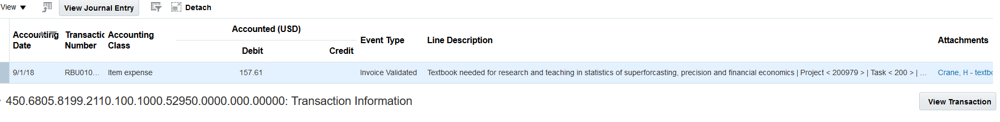 View View Journal Entry Detach
Accounting Date Transactic Number Accounting Class Accounted (USD) Debit Credit Event Type Line Description Attachments
9/1/18 RBU010... Item expense 157.61 Invoice Validated Textbook needed for research and teaching in statistics of superforcasting, precision and financial economics | Project < 200979 > | Task < 200 > | ... Crane, H - textbo
450.6805.8199.2110.100.1000.52950.0000.000.00000: Transaction Information View Transaction